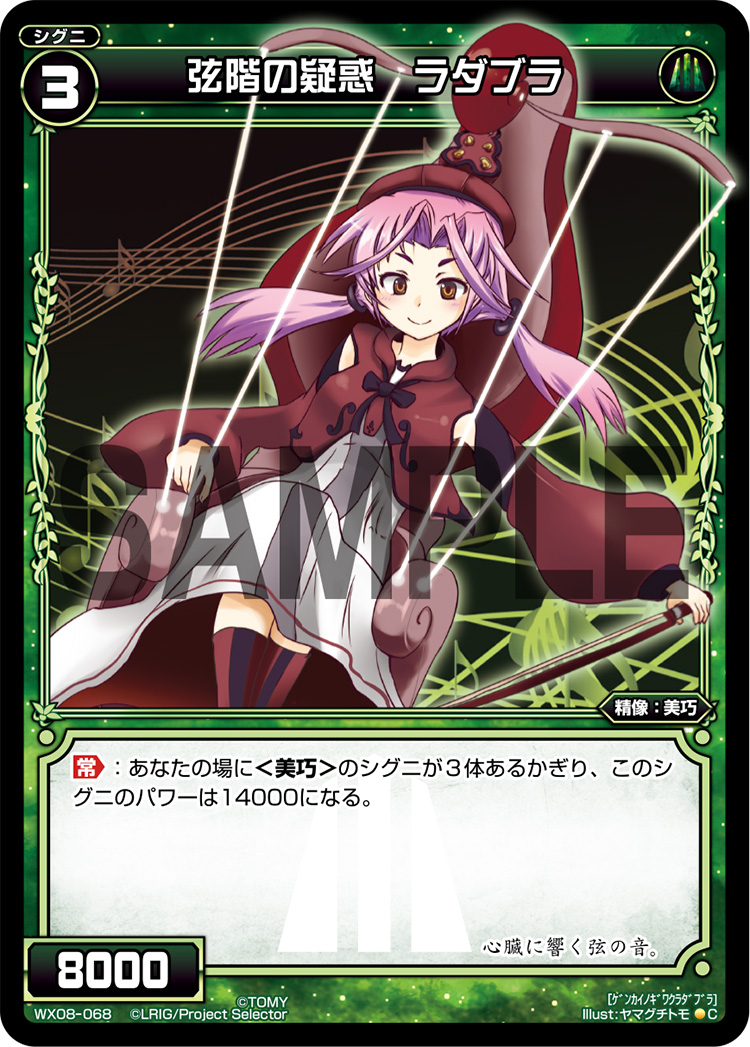 シグニ
3
弦階の疑惑　ラダブラ
SAMPLE
精像：美巧
常：あなたの場に＜美巧＞のシグニが３体あるかぎり、このシ
グニのパワーは14000になる。
心臓に響く弦の音。
8000
©TOMY
[ｹﾞﾝｶｲﾉｷﾞﾜｸﾗﾀﾞﾌﾞﾗ]
WX08-068 ©LRIG/Project Selector
Illust:ヤマグチトモ C